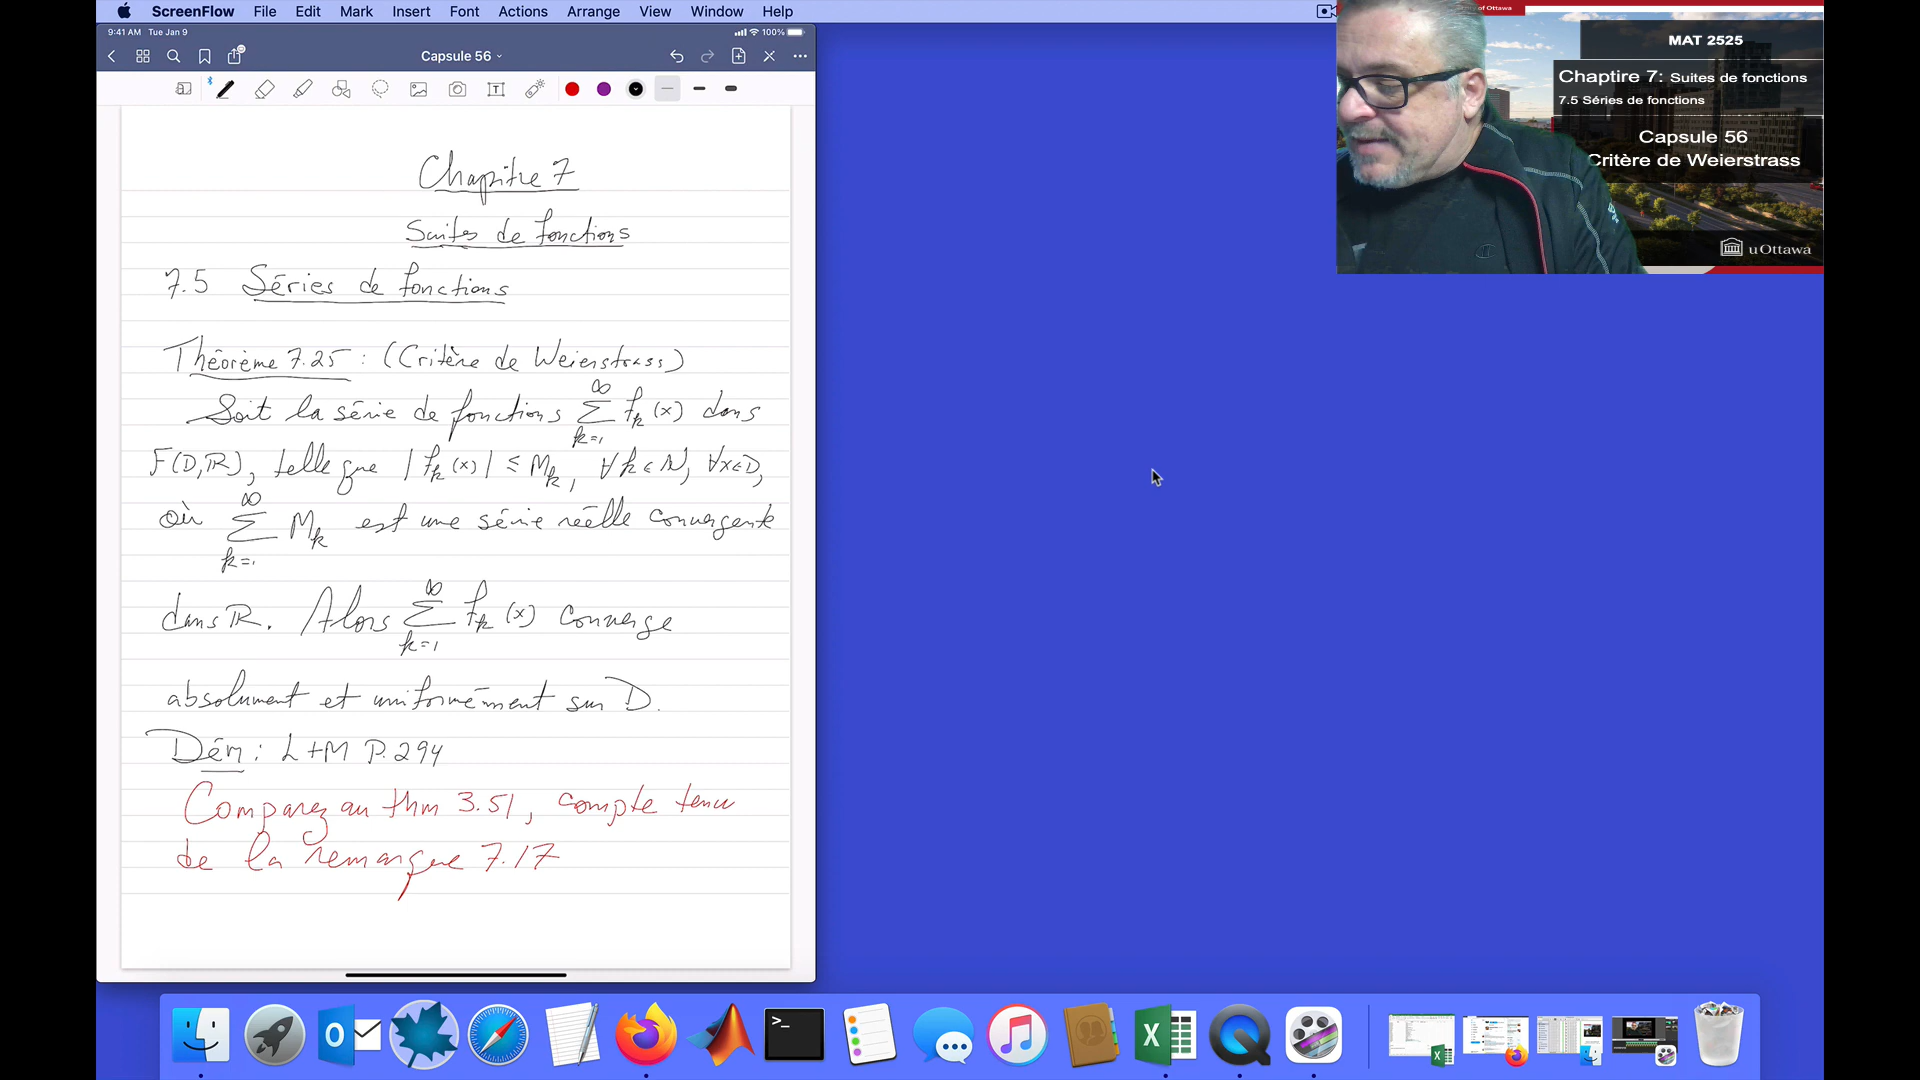 ScreenFlow File Edit Mark Insert Font Actions Arrange View Window Help
9:41 AM Tue Jan 9
100%
Capsule 56
Chapitre 7
Suites de fonctions
7.5 Séries de fonctions
Théorème 7.25 : (Critère de Weierstrass)
Soit la série de fonctions ∑_{k=1}^{∞} f_k(x) dans
F(D,ℝ), telle que |f_k(x)| ≤ M_k, ∀k∈ℕ, ∀x∈D,
où ∑_{k=1}^{∞} M_k est une série réelle convergente
dans ℝ. Alors ∑_{k=1}^{∞} f_k(x) converge
absolument et uniformément sur D.
Dém : L+M P.294
Comparez au thm 3.51, compte tenu
de la remarque 7.17
of Ottawa
MAT 2525
Chaptire 7: Suites de fonctions
7.5 Séries de fonctions
Capsule 56
Critère de Weierstrass
uOttawa